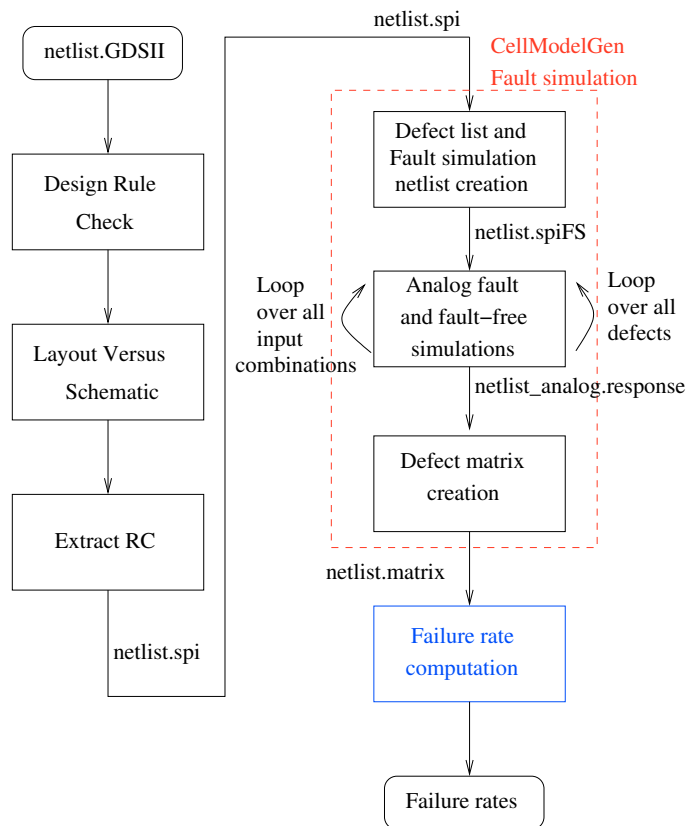 netlist.GDSII
Design Rule
Check
Layout Versus
Schematic
Extract RC
netlist.spi
netlist.spi
CellModelGen
Fault simulation
Defect list and
Fault simulation
netlist creation
netlist.spiFS
Loop
over all
input
combinations
Analog fault
and fault−free
simulations
Loop
over all
defects
netlist_analog.response
Defect matrix
creation
netlist.matrix
Failure rate
computation
Failure rates